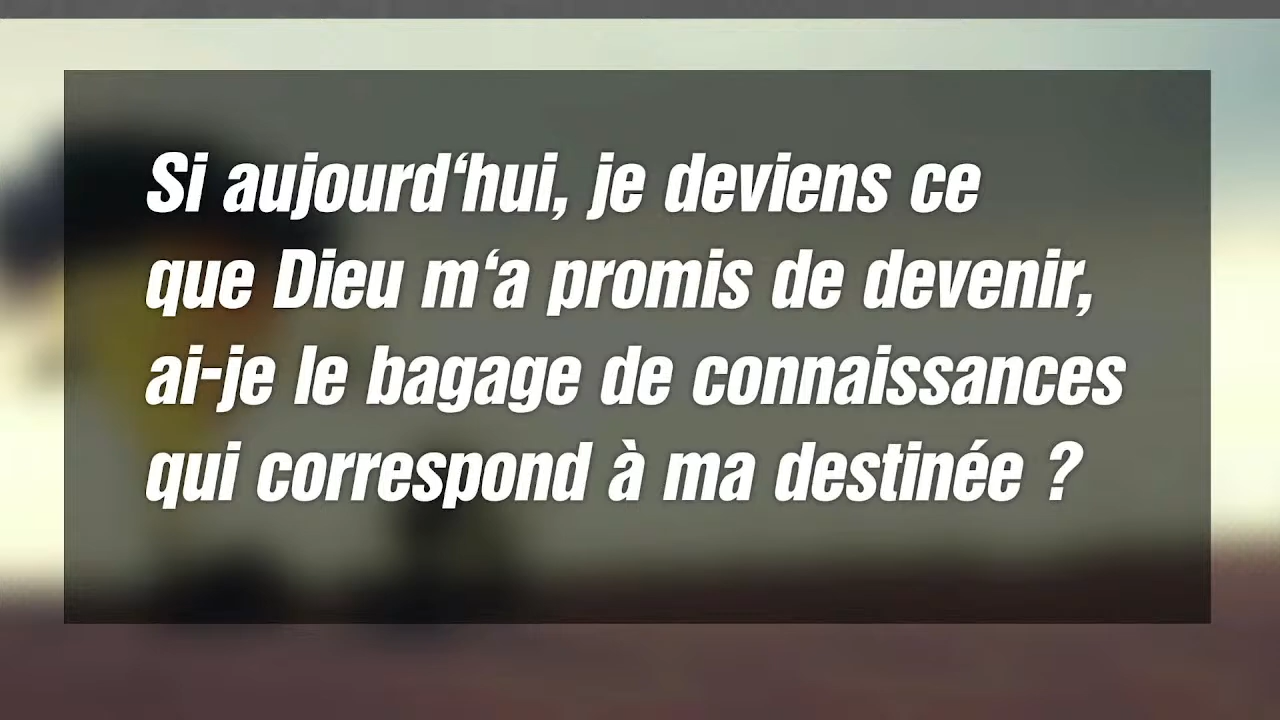 Si aujourd‘hui, je deviens ce
que Dieu m‘a promis de devenir,
ai-je le bagage de connaissances
qui correspond à ma destinée ?